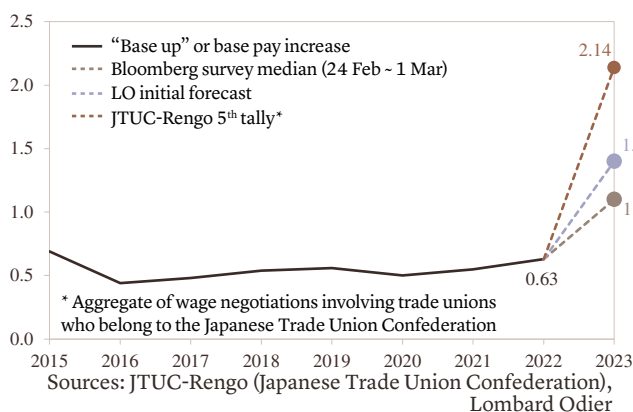 2.5
“Base up” or base pay increase
Bloomberg survey median (24 Feb ~ 1 Mar)
LO initial forecast
JTUC-Rengo 5th tally*
2.14
2.0
1.5
1.
1.0
1
0.5
0.63
* Aggregate of wage negotiations involving trade unions
who belong to the Japanese Trade Union Confederation
0.0
2015 2016 2017 2018 2019 2020 2021 2022 2023
Sources: JTUC-Rengo (Japanese Trade Union Confederation),
Lombard Odier